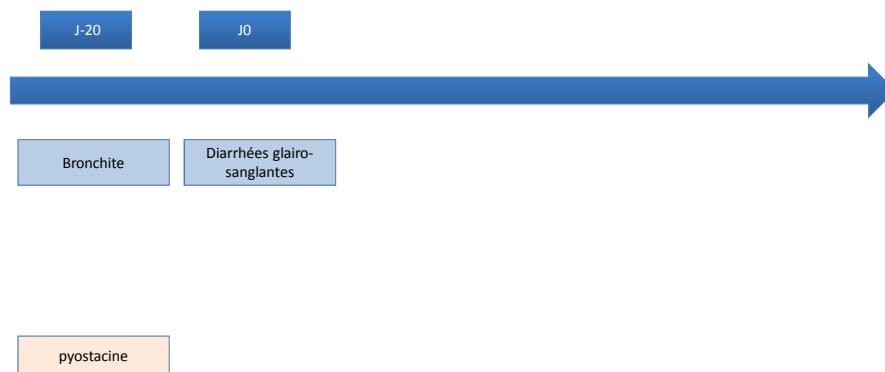 J-20
J0
Bronchite
Diarrhées glairo-
sanglantes
pyostacine